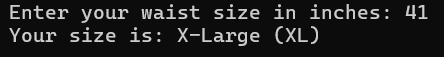 Enter your waist size in inches: 41
Your size is: X-Large (XL)